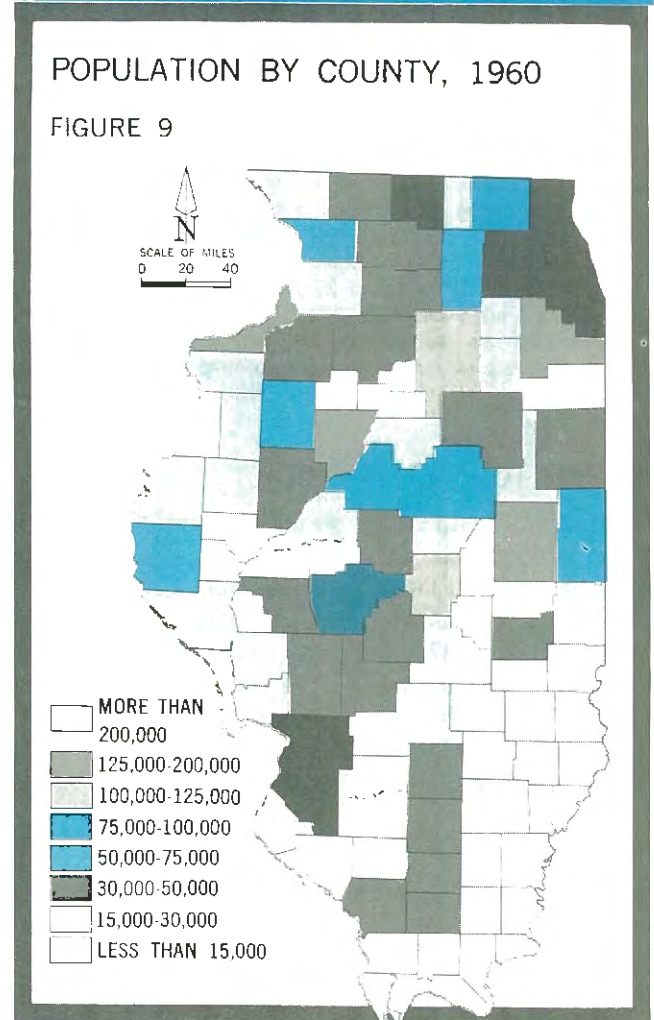 POPULATION BY COUNTY, 1960
FIGURE 9
N
SCALE OF MILES
0 20 40
MORE THAN
200,000
125,000-200,000
100,000-125,000
75,000-100,000
50,000-75,000
30,000-50,000
15,000-30,000
LESS THAN 15,000